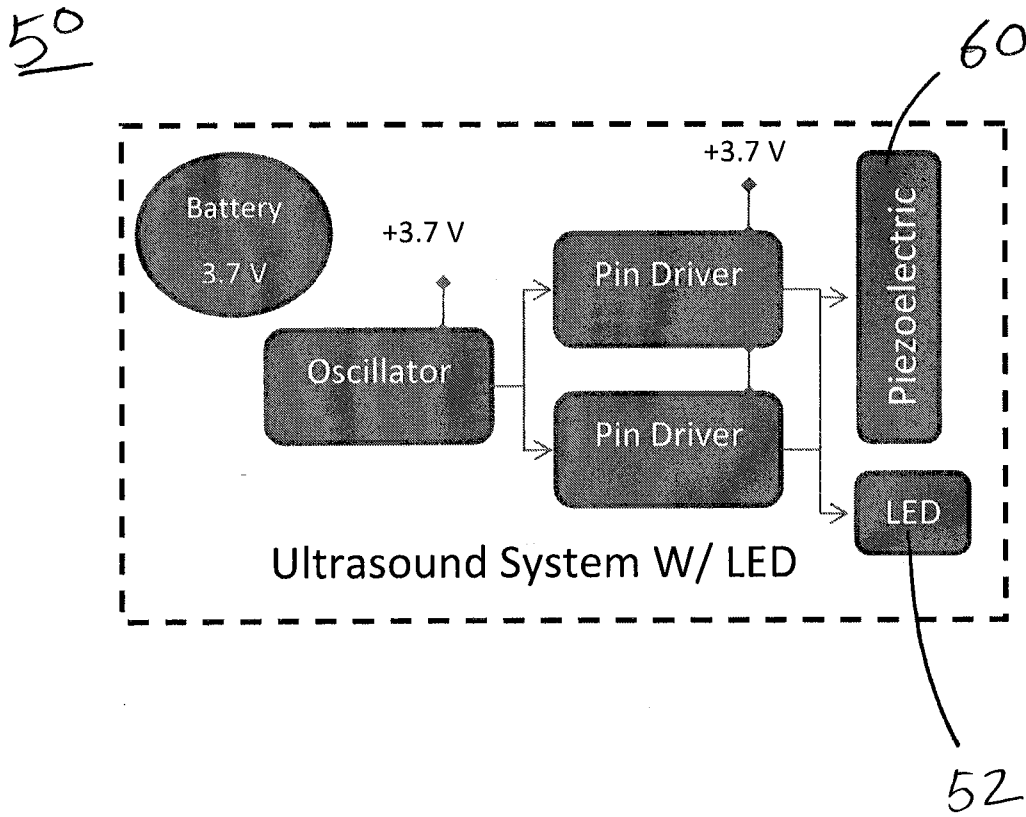 50
60
+3.7 V
Battery
3.7 V
+3.7 V
Pin Driver
Oscillator
Piezoelectric
Pin Driver
LED
Ultrasound System W/ LED
52